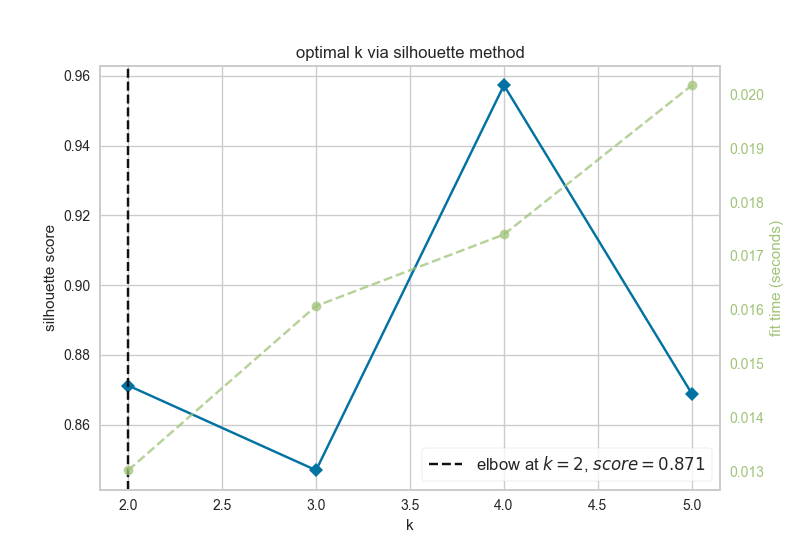 optimal k via silhouette method
silhouette score
0.96
0.94
0.92
0.90
0.88
0.86
2.0 2.5 3.0 3.5 4.0 4.5 5.0
k
elbow at k = 2, score = 0.871
0.020
0.019
0.018
0.017
0.016
0.015
0.014
0.013
fit time (seconds)